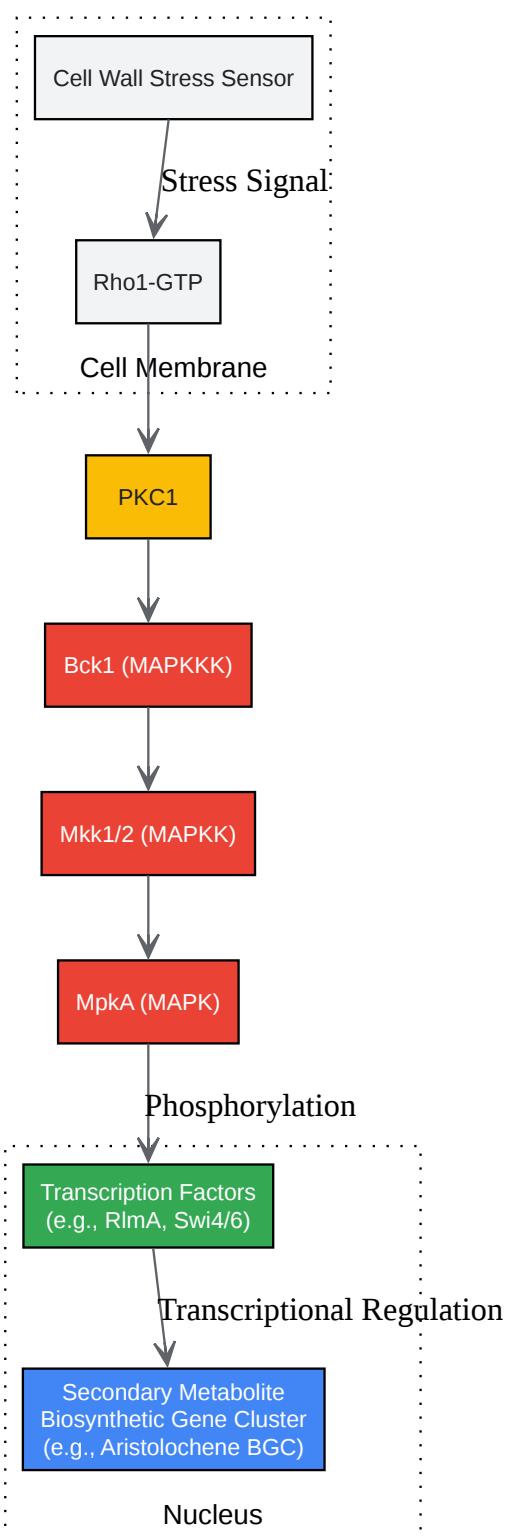 Cell Wall Stress Sensor
Stress Signal
Rho1-GTP
Cell Membrane
PKC1
Bck1 (MAPKKK)
Mkk1/2 (MAPKK)
MpkA (MAPK)
Phosphorylation
Transcription Factors
(e.g., RlmA, Swi4/6)
Transcriptional Regulation
Secondary Metabolite
Biosynthetic Gene Cluster
(e.g., Aristolochene BGC)
Nucleus